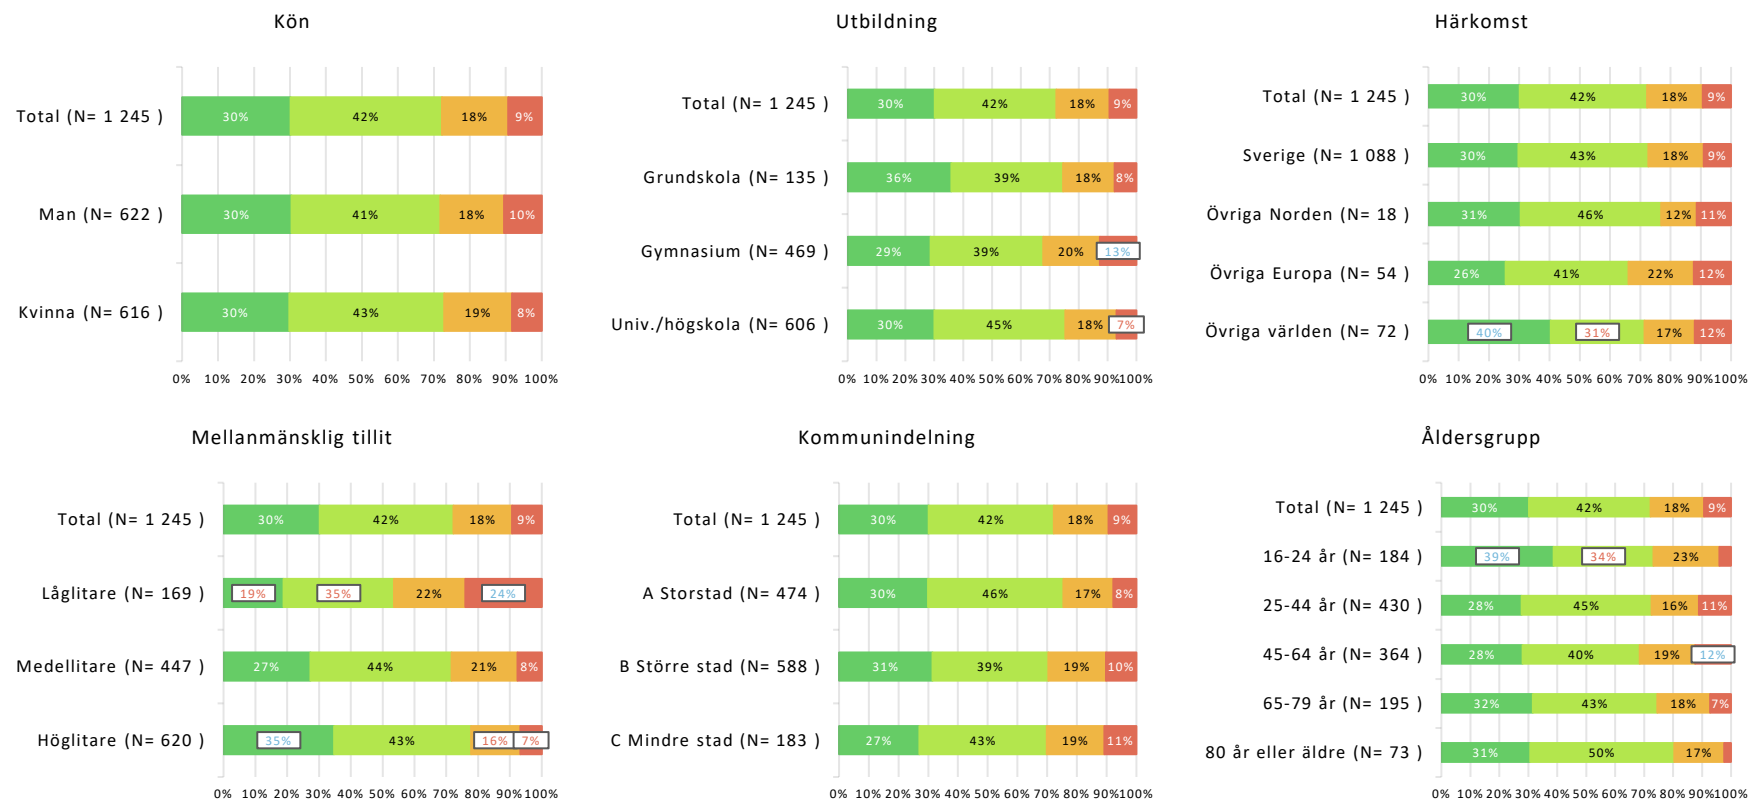 Kön
Total (N= 1 245 )
30% 42% 18% 9%
Man (N= 622 )
30% 41% 18% 10%
Kvinna (N= 616 )
30% 43% 19% 8%
0% 10% 20% 30% 40% 50% 60% 70% 80% 90% 100%
Utbildning
Total (N= 1 245 )
30% 42% 18% 9%
Grundskola (N= 135 )
36% 39% 18% 8%
Gymnasium (N= 469 )
29% 39% 20% 13%
Univ./högskola (N= 606 )
30% 45% 18% 7%
0% 10% 20% 30% 40% 50% 60% 70% 80% 90% 100%
Härkomst
Total (N= 1 245 )
30% 42% 18% 9%
Sverige (N= 1 088 )
30% 43% 18% 9%
Övriga Norden (N= 18 )
31% 46% 12% 11%
Övriga Europa (N= 54 )
26% 41% 22% 12%
Övriga världen (N= 72 )
40% 31% 17% 12%
0% 10% 20% 30% 40% 50% 60% 70% 80% 90% 100%
Mellanmänsklig tillit
Total (N= 1 245 )
30% 42% 18% 9%
Låglitare (N= 169 )
19% 35% 22% 24%
Medellitare (N= 447 )
27% 44% 21% 8%
Höglitare (N= 620 )
35% 43% 16% 7%
0% 10% 20% 30% 40% 50% 60% 70% 80% 90% 100%
Kommunindelning
Total (N= 1 245 )
30% 42% 18% 9%
A Storstad (N= 474 )
30% 46% 17% 8%
B Större stad (N= 588 )
31% 39% 19% 10%
C Mindre stad (N= 183 )
27% 43% 19% 11%
0% 10% 20% 30% 40% 50% 60% 70% 80% 90% 100%
Åldersgrupp
Total (N= 1 245 )
30% 42% 18% 9%
16-24 år (N= 184 )
39% 34% 23%
25-44 år (N= 430 )
28% 45% 16% 11%
45-64 år (N= 364 )
28% 40% 19% 12%
65-79 år (N= 195 )
32% 43% 18% 7%
80 år eller äldre (N= 73 )
31% 50% 17%
0% 10% 20% 30% 40% 50% 60% 70% 80% 90% 100%